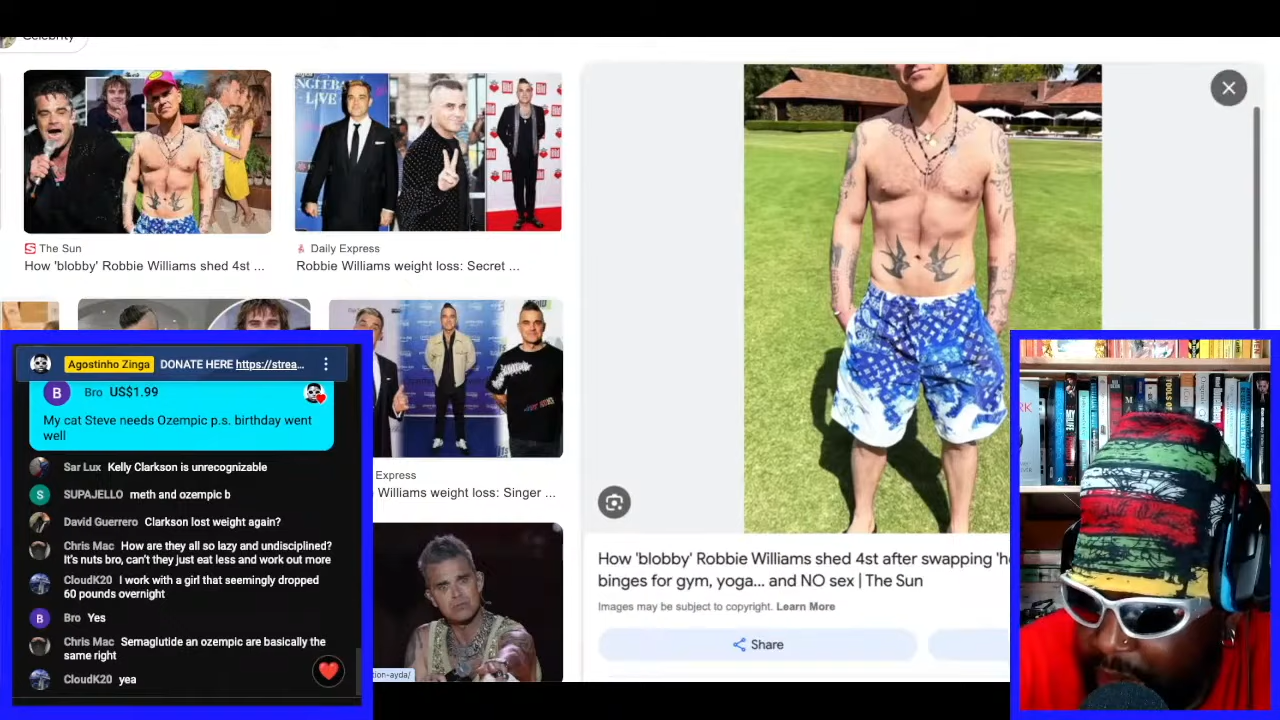 Celebrity
The Sun
How 'blobby' Robbie Williams shed 4st ...
BILD
Daily Express
Robbie Williams weight loss: Secret ...
Express
Williams weight loss: Singer ...
tion-ayda/
How 'blobby' Robbie Williams shed 4st after swapping 'he
binges for gym, yoga... and NO sex | The Sun
Images may be subject to copyright. Learn More
Share
Agostinho Zinga DONATE HERE https://strea...
B Bro US$1.99
My cat Steve needs Ozempic p.s. birthday went
well
Sar Lux Kelly Clarkson is unrecognizable
S SUPAJELLO meth and ozempic b
David Guerrero Clarkson lost weight again?
Chris Mac How are they all so lazy and undisciplined?
It's nuts bro, can't they just eat less and work out more
CloudK20 I work with a girl that seemingly dropped
60 pounds overnight
B Bro Yes
Chris Mac Semaglutide an ozempic are basically the
same right
CloudK20 yea